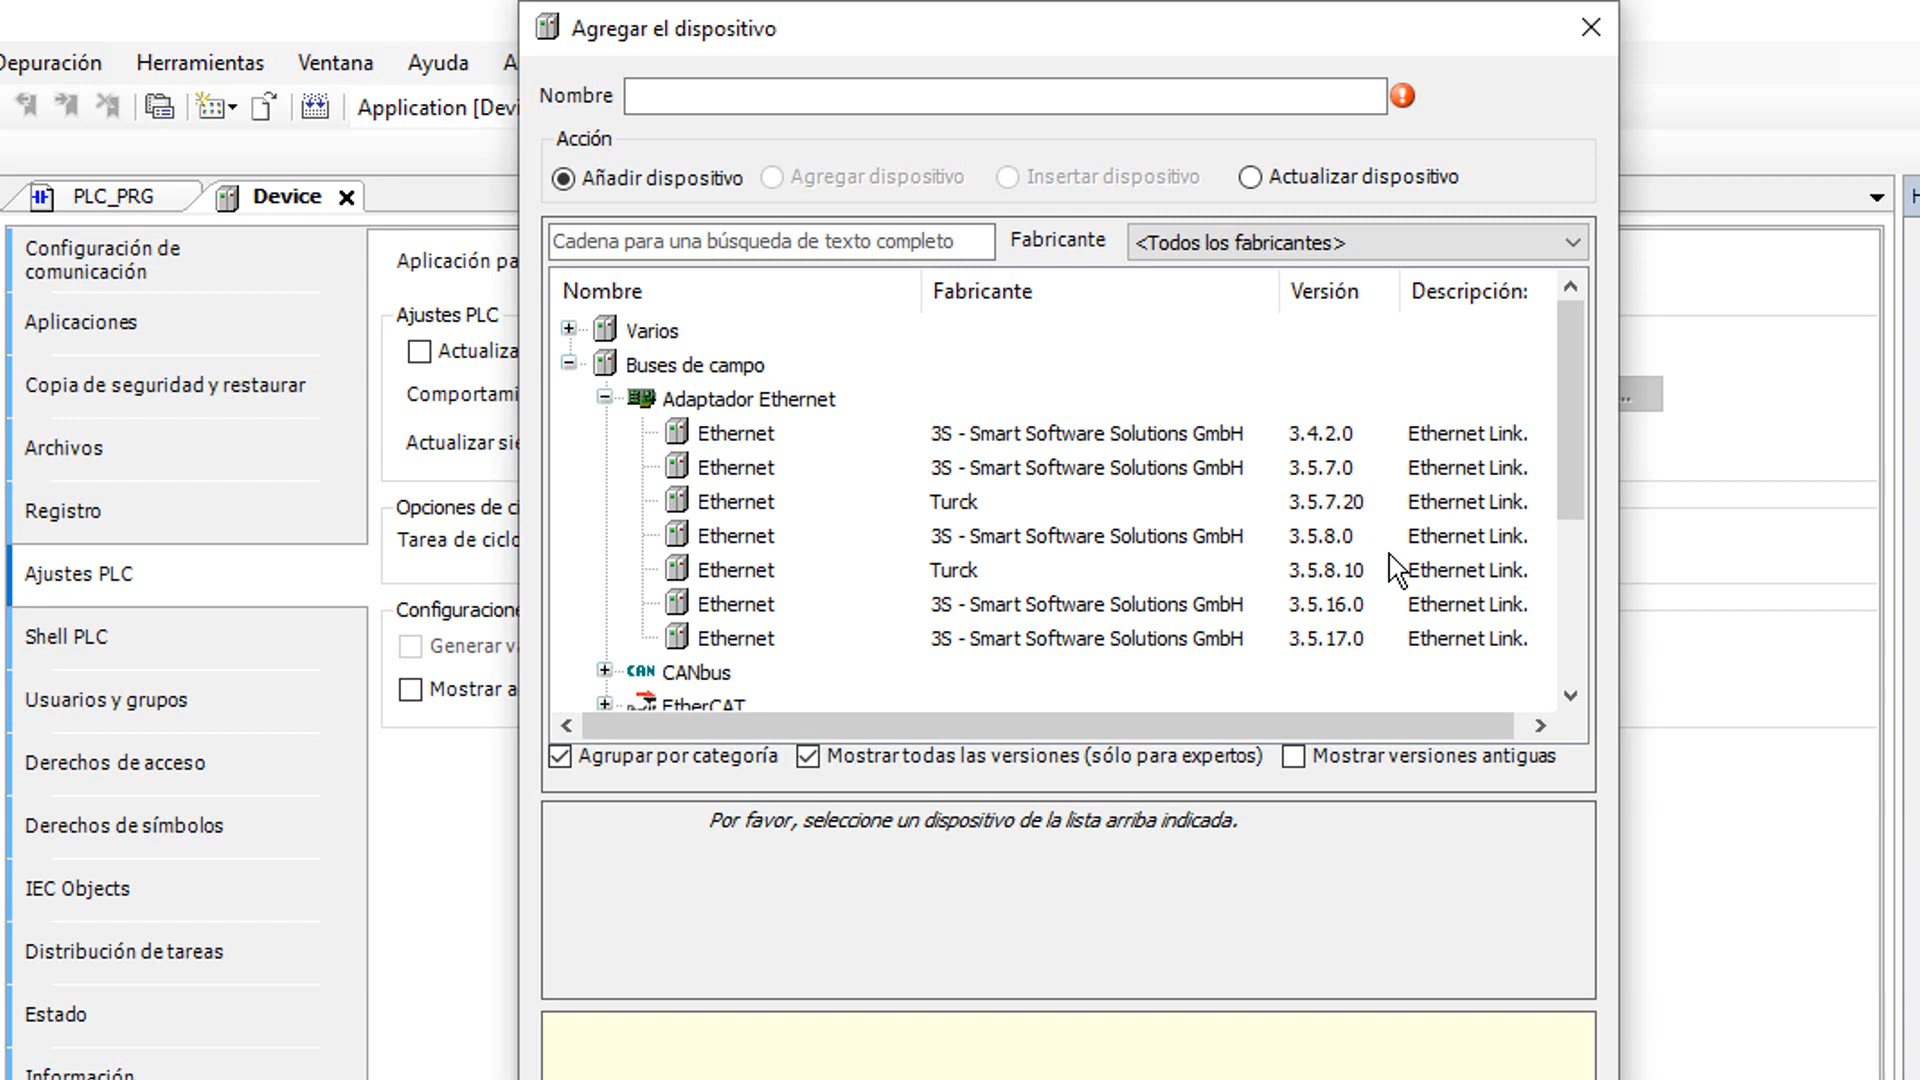 Agregar el dispositivo
Depuración Herramientas Ventana Ayuda A
Nombre
Application [Devi
Acción
Añadir dispositivo Agregar dispositivo Insertar dispositivo Actualizar dispositivo
PLC_PRG Device
Cadena para una búsqueda de texto completo Fabricante <Todos los fabricantes>
Configuración de
comunicación
Aplicación pa
Nombre Fabricante Versión Descripción:
Aplicaciones
Ajustes PLC
Varios
Actualiza
Buses de campo
Copia de seguridad y restaurar
Comportami
Adaptador Ethernet
Ethernet 3S - Smart Software Solutions GmbH 3.4.2.0 Ethernet Link.
Archivos
Actualizar sie
Ethernet 3S - Smart Software Solutions GmbH 3.5.7.0 Ethernet Link.
Registro
Opciones de ci
Ethernet Turck 3.5.7.20 Ethernet Link.
Tarea de ciclo
Ethernet 3S - Smart Software Solutions GmbH 3.5.8.0 Ethernet Link.
Ajustes PLC
Ethernet Turck 3.5.8.10 Ethernet Link.
Configuracione
Ethernet 3S - Smart Software Solutions GmbH 3.5.16.0 Ethernet Link.
Shell PLC
Generar va
Ethernet 3S - Smart Software Solutions GmbH 3.5.17.0 Ethernet Link.
Mostrar a
CAN CANbus
Usuarios y grupos
EtherCAT
Agrupar por categoría Mostrar todas las versiones (sólo para expertos) Mostrar versiones antiguas
Derechos de acceso
Por favor, seleccione un dispositivo de la lista arriba indicada.
Derechos de símbolos
IEC Objects
Distribución de tareas
Estado
Información